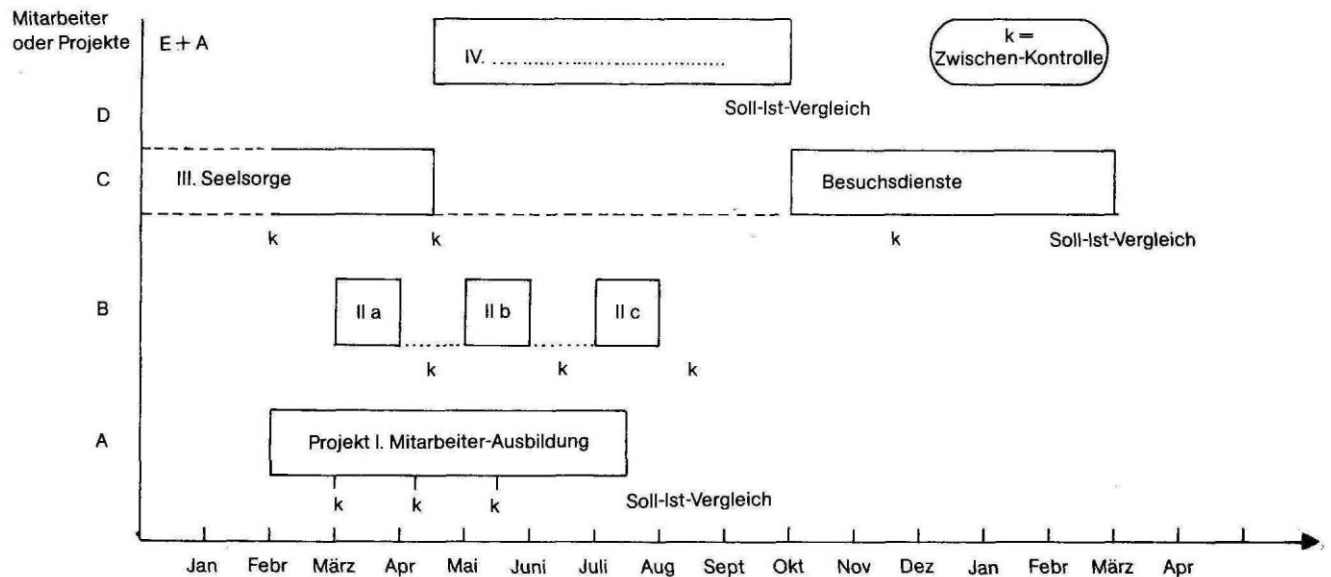 Mitarbeiter
oder Projekte
E + A
IV. ........................................
k =
Zwischen-Kontrolle
Soll-Ist-Vergleich
D
C
III. Seelsorge
Besuchsdienste
k k k Soll-Ist-Vergleich
B
II a II b II c
k k k
A
Projekt I. Mitarbeiter-Ausbildung
k k k Soll-Ist-Vergleich
Jan Febr März Apr Mai Juni Juli Aug Sept Okt Nov Dez Jan Febr März Apr